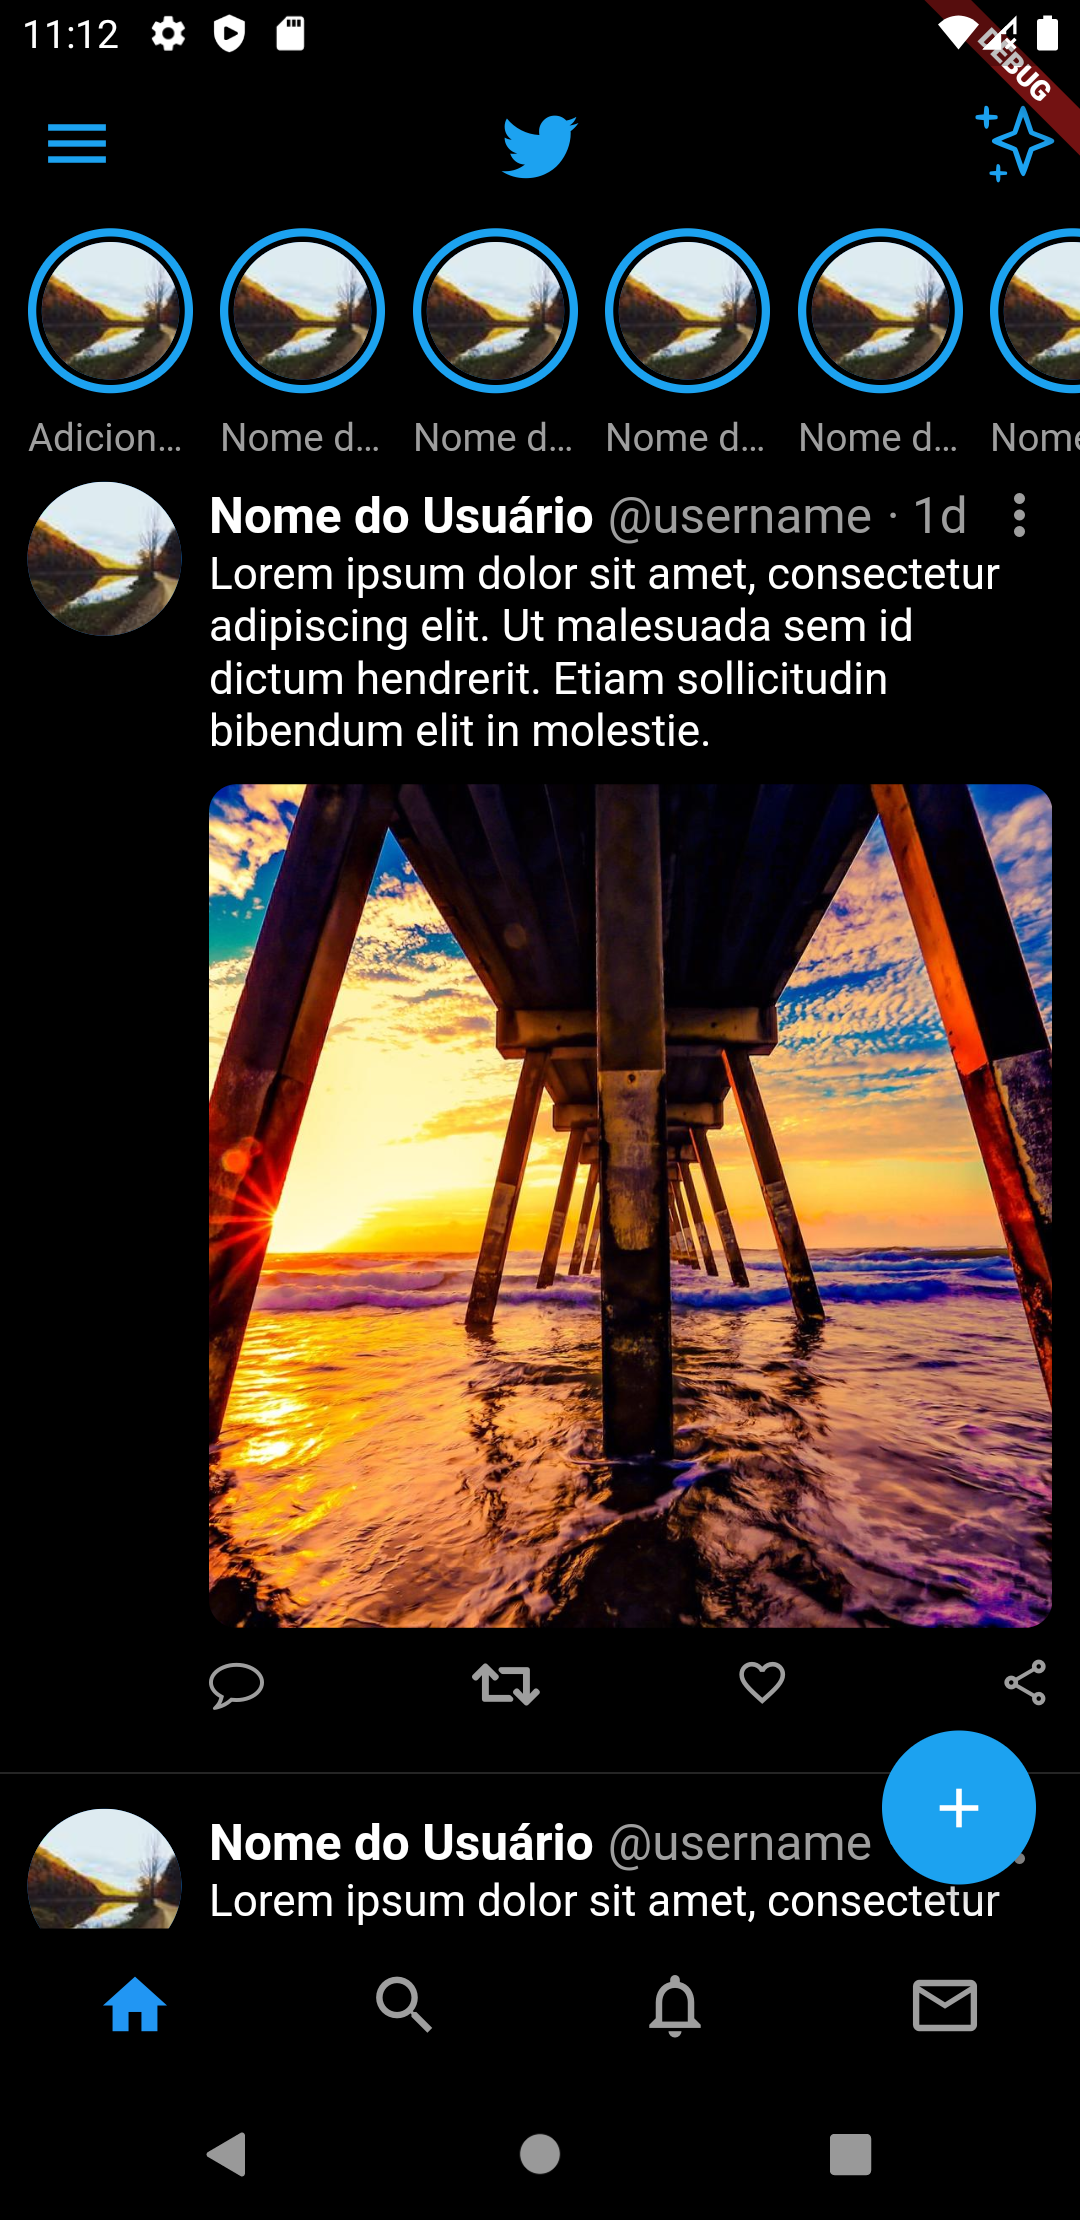 11:12
DEBUG
Adicion...
Nome d...
Nome d...
Nome d...
Nome d...
Nome
Nome do Usuário @username · 1d
Lorem ipsum dolor sit amet, consectetur
adipiscing elit. Ut malesuada sem id
dictum hendrerit. Etiam sollicitudin
bibendum elit in molestie.
Nome do Usuário @username
Lorem ipsum dolor sit amet, consectetur